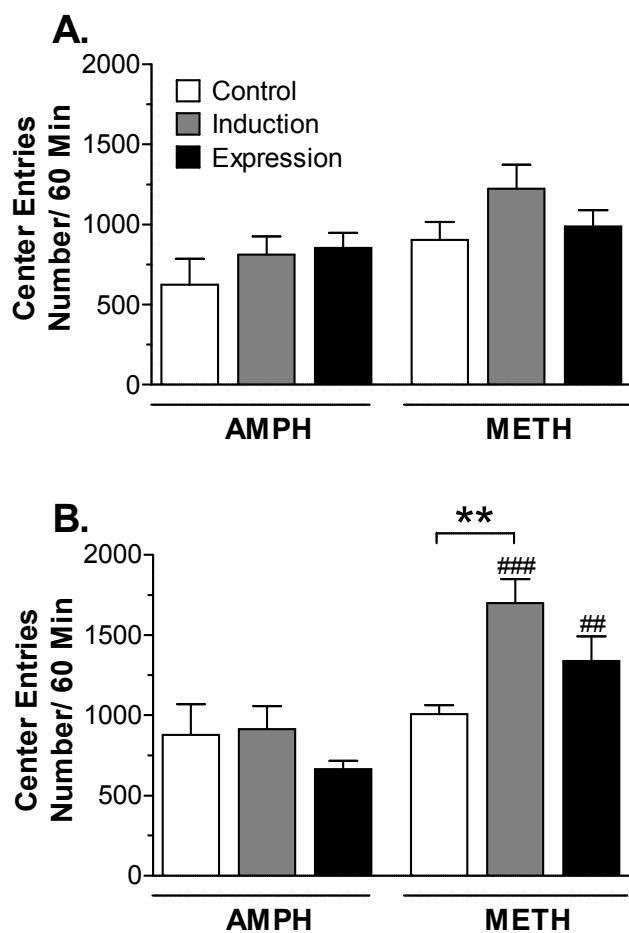 A.
2000
1500
1000
500
0
Center Entries
Number/ 60 Min
Control
Induction
Expression
AMPH
METH
B.
**
###
##
2000
1500
1000
500
0
Center Entries
Number/ 60 Min
AMPH
METH